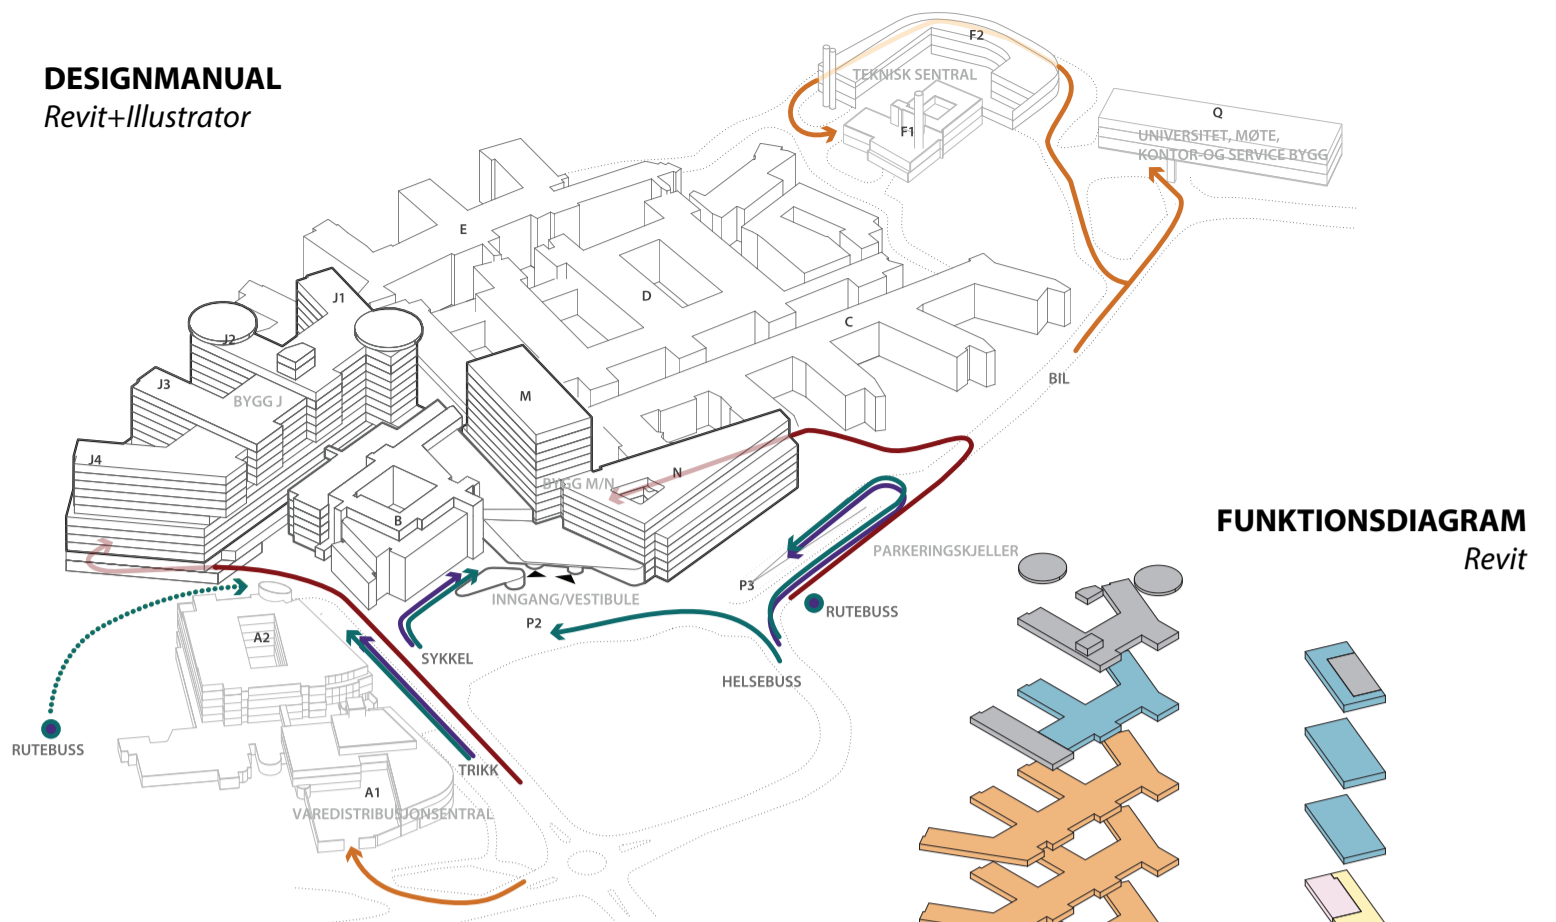 DESIGNMANUAL
Revit+Illustrator
F2
TEKNISK SENTRAL
F1
Q
UNIVERSITET, MØTE,
KONTOR-OG SERVICE BYGG
E
D
J1
J2
C
J3
BYGG J
M
BIL
J4
N
BYGG M/N
B
FUNKTIONSDIAGRAM
Revit
PARKERINGSKJELLER
P3
INNGANG/VESTIBULE
RUTEBUSS
P2
A2
SYKKEL
HELSEBUSS
RUTEBUSS
TRIKK
A1
VAREDISTRIBUSJONSENTRAL